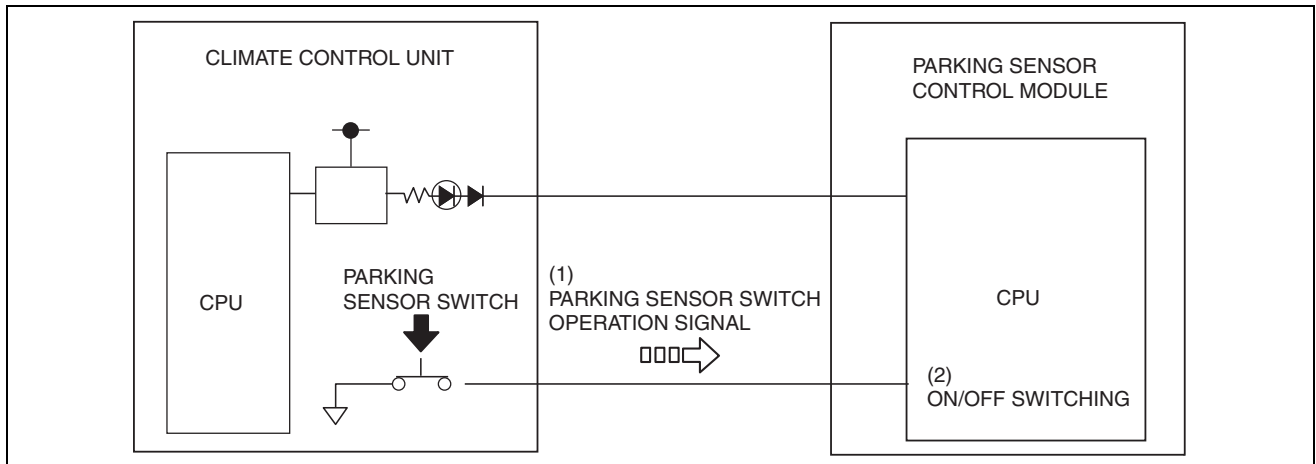 CLIMATE CONTROL UNIT
PARKING SENSOR
CONTROL MODULE
CPU
PARKING
SENSOR SWITCH
(1)
PARKING SENSOR SWITCH
OPERATION SIGNAL
CPU
(2)
ON/OFF SWITCHING